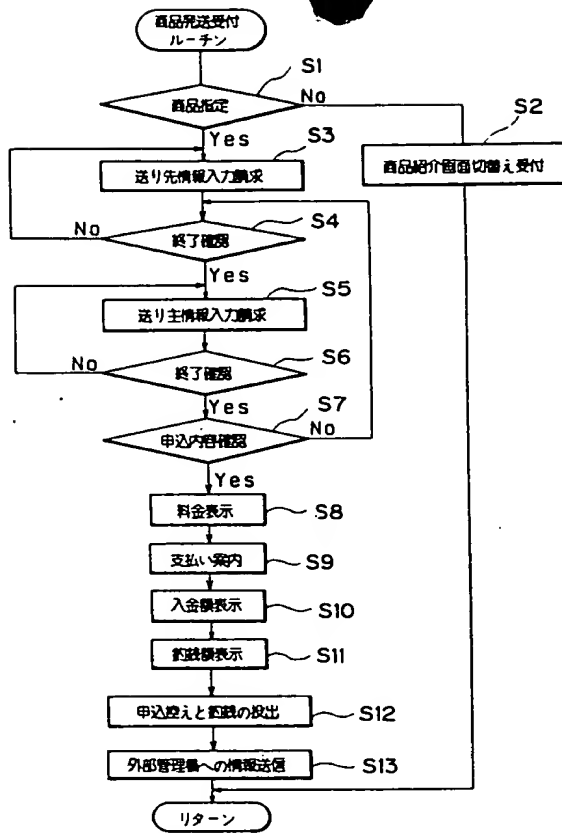 商品発送受付
ルーチン
S1
商品指定
No
Yes
S2
商品紹介画面切替え受付
S3
送り先情報入力請求
S4
終了確認
No
Yes
S5
送り主情報入力請求
S6
終了確認
No
Yes
S7
申込内容確認
No
Yes
料金表示
S8
支払い案内
S9
入金額表示
S10
釣銭額表示
S11
申込控えと釣銭の投出
S12
外部管理機への情報送信
S13
リターン